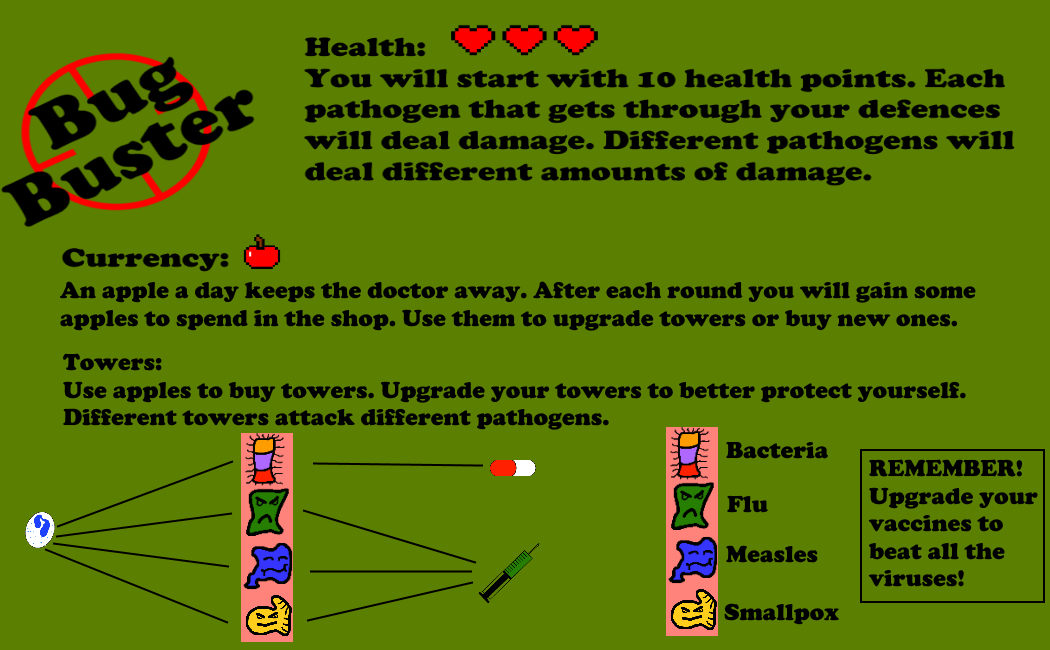 Bug
Buster
Health:
You will start with 10 health points. Each
pathogen that gets through your defences
will deal damage. Different pathogens will
deal different amounts of damage.
Currency:
An apple a day keeps the doctor away. After each round you will gain some
apples to spend in the shop. Use them to upgrade towers or buy new ones.
Towers:
Use apples to buy towers. Upgrade your towers to better protect yourself.
Different towers attack different pathogens.
Bacteria
Flu
Measles
Smallpox
REMEMBER!
Upgrade your
vaccines to
beat all the
viruses!